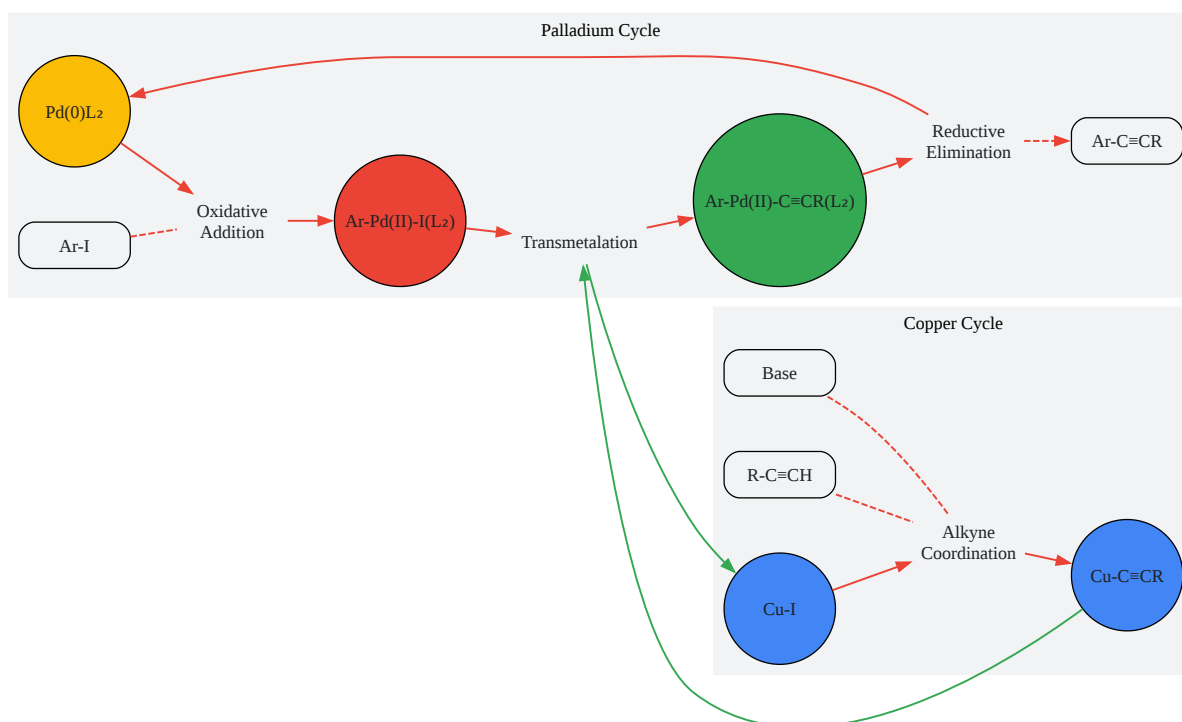 Palladium Cycle
Pd(0)L₂
Reductive
Elimination
Ar-C≡CR
Ar-Pd(II)-C≡CR(L₂)
Oxidative
Addition
Ar-Pd(II)-I(L₂)
Ar-I
Transmetalation
Copper Cycle
Base
R-C≡CH
Alkyne
Coordination
Cu-C≡CR
Cu-I